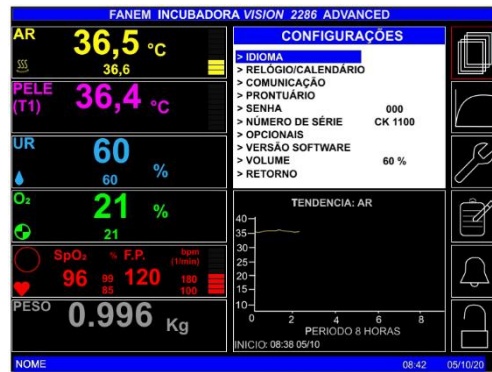 FANEM INCUBADORA VISION 2286 ADVANCED
AR
36,5 °C
36,6
PELE
(T1)
36,4 °C
UR
60 %
60
O₂
21 %
21
SpO₂ % F.P. bpm
(1/min)
96 99 120 180
85 100
PESO
0.996 Kg
CONFIGURAÇÕES
> IDIOMA
> RELÓGIO/CALENDÁRIO
> COMUNICAÇÃO
> PRONTUÁRIO
> SENHA 000
> NÚMERO DE SÉRIE CK 1100
> OPCIONAIS
> VERSÃO SOFTWARE
> VOLUME 60 %
> RETORNO
TENDENCIA: AR
40
35
30
25
20
15
10
0 2 4 6 8
PERIODO 8 HORAS
INICIO: 08:38 05/10
NOME 08:42 05/10/20